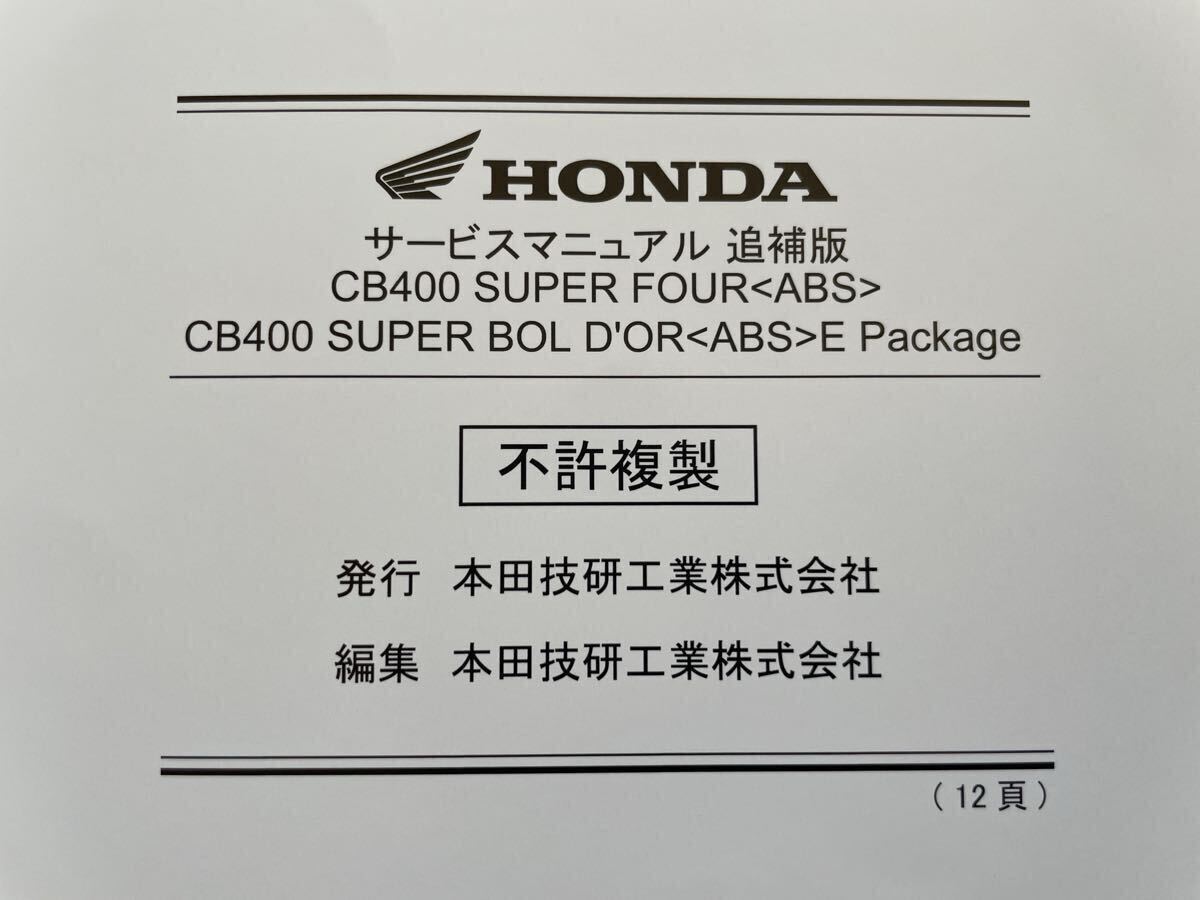 HONDA
サービスマニュアル 追補版
CB400 SUPER FOUR<ABS>
CB400 SUPER BOL D'OR<ABS>E Package
不許複製
発行 本田技研工業株式会社
編集 本田技研工業株式会社
(12頁)